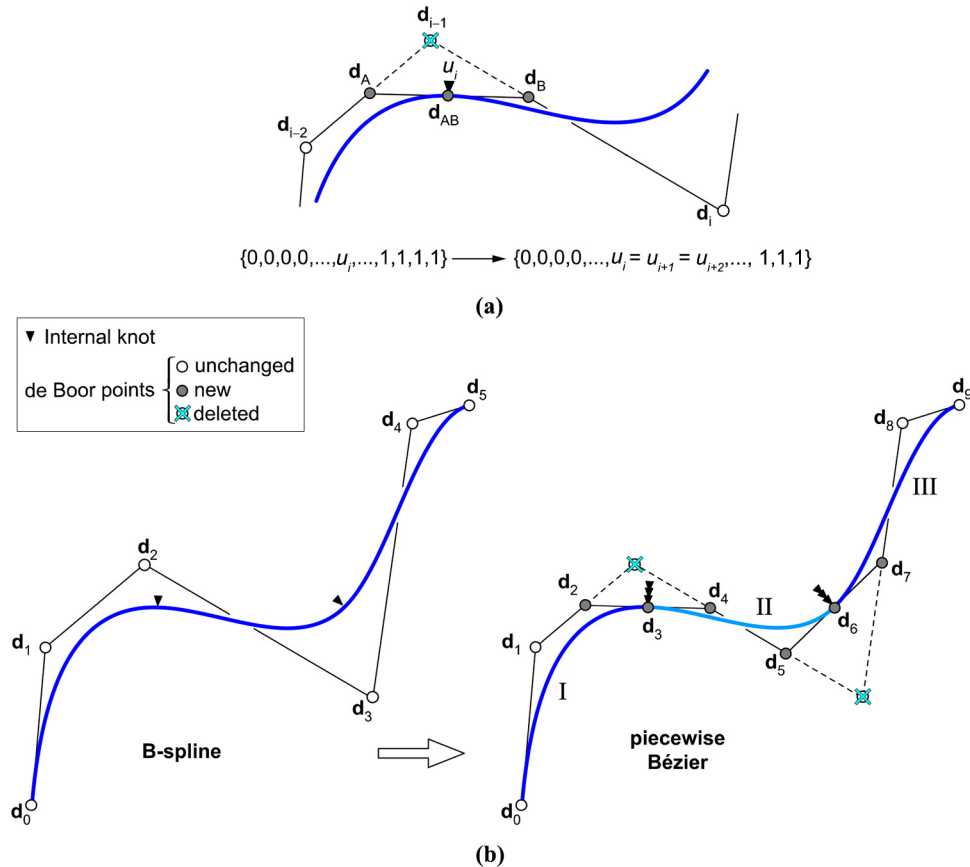 d_{i–1}
d_A
u_i
d_B
d_{AB}
d_{i–2}
d_i
{0,0,0,0,...,u_i,...,1,1,1,1} → {0,0,0,0,...,u_i = u_{i+1} = u_{i+2},..., 1,1,1}
(a)
Internal knot
de Boor points { unchanged
new
deleted
d_5
d_4
d_2
d_1
d_3
B-spline
d_0
d_9
d_8
III
d_7
d_2
d_4
II
d_3
d_6
d_1
d_5
I
piecewise
Bézier
d_0
(b)